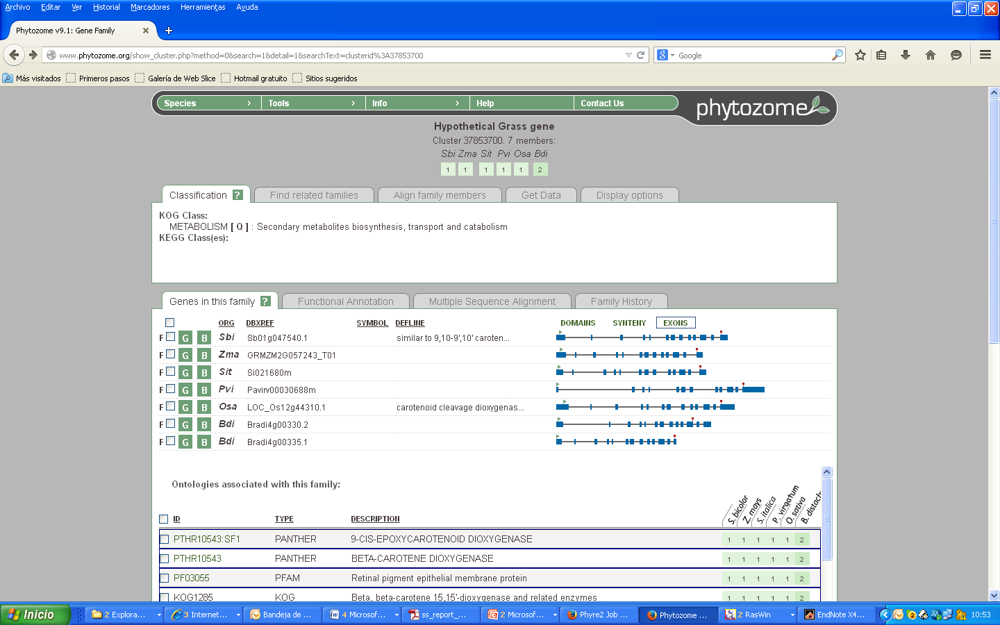 Archivo Editar Ver Historial Marcadores Herramientas Ayuda
Phytozome v9.1: Gene Family
www.phytozome.org/show_cluster.php?method=0&search=1&detail=1&searchText=clusterid%3A37853700
Google
Más visitados Primeros pasos Galería de Web Slice Hotmail gratuito Sitios sugeridos
Species Tools Info Help Contact Us
phytozome
Hypothetical Grass gene
Cluster 37853700. 7 members:
Sbi Zma Sit Pvi Osa Bdi
1 1 1 1 1 2
Classification ? Find related families Align family members Get Data Display options
KOG Class:
METABOLISM [ Q ] : Secondary metabolites biosynthesis, transport and catabolism
KEGG Class(es):
Genes in this family ? Functional Annotation Multiple Sequence Alignment Family History
ORG DBXREF SYMBOL DEFLINE DOMAINS SYNTENY EXONS
F G B Sbi Sb01g047540.1 similar to 9,10-9',10' caroten...
F G B Zma GRMZM2G057243_T01
F G B Sit Si021680m
F G B Pvi Pavirv00030688m
F G B Osa LOC_Os12g44310.1 carotenoid cleavage dioxygenas...
F G B Bdi Bradi4g00330.2
F G B Bdi Bradi4g00335.1
Ontologies associated with this family:
S. bicolor Z. mays S. italica P. virgatum O. sativa B. distach
ID TYPE DESCRIPTION
PTHR10543:SF1 PANTHER 9-CIS-EPOXYCAROTENOID DIOXYGENASE 1 1 1 1 1 2
PTHR10543 PANTHER BETA-CAROTENE DIOXYGENASE 1 1 1 1 1 2
PF03055 PFAM Retinal pigment epithelial membrane protein 1 1 1 1 1 2
KOG1285 KOG Beta, beta-carotene 15,15'-dioxygenase and related enzymes 1 1 1 1 1 2
Inicio 2 Explora... 3 Internet... Bandeja de ... 4 Microsof... ss_report_... 2 Microsof... Phyre2 Job ... Phytozome ... 2 RasWin EndNote X4... 10:53